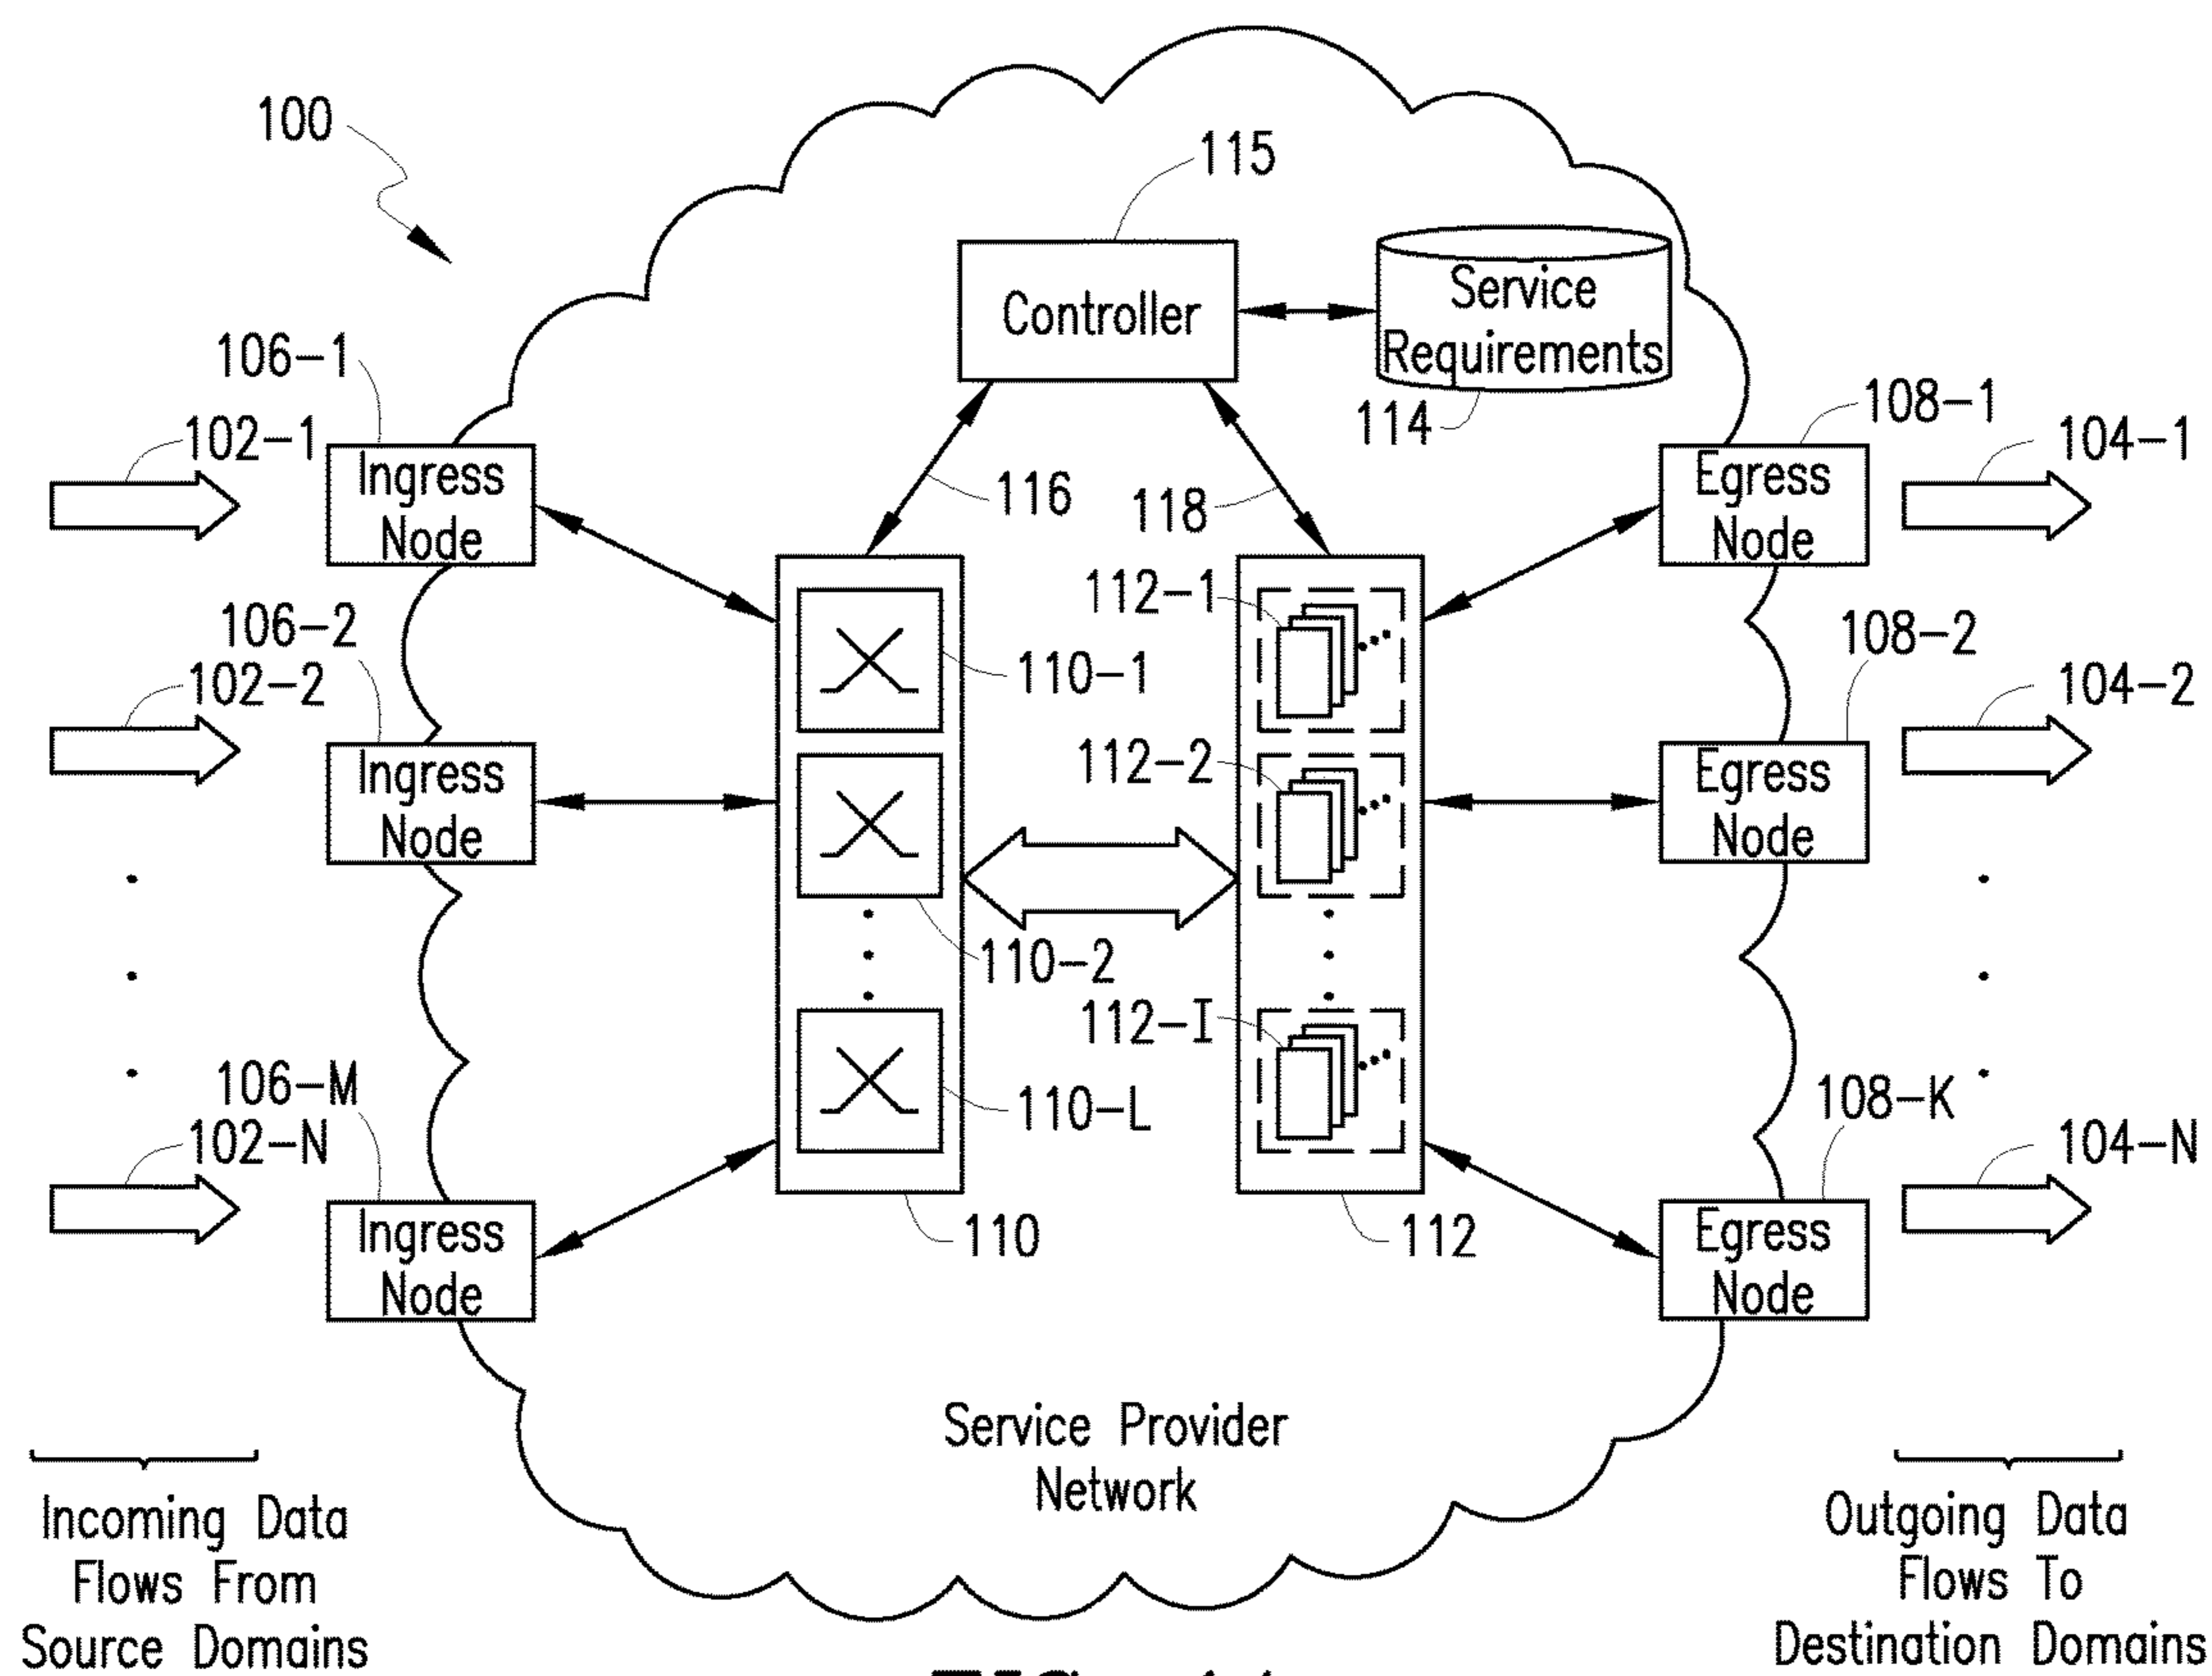 100
115
Controller
Service
Requirements
114
106-1
102-1
Ingress
Node
116
118
108-1
104-1
Egress
Node
106-2
102-2
Ingress
Node
110-1
112-1
108-2
104-2
Egress
Node
110-2
112-2
106-M
102-N
Ingress
Node
110-L
112-I
108-K
104-N
Egress
Node
110
112
Service Provider
Network
Incoming Data
Flows From
Source Domains
Outgoing Data
Flows To
Destination Domains